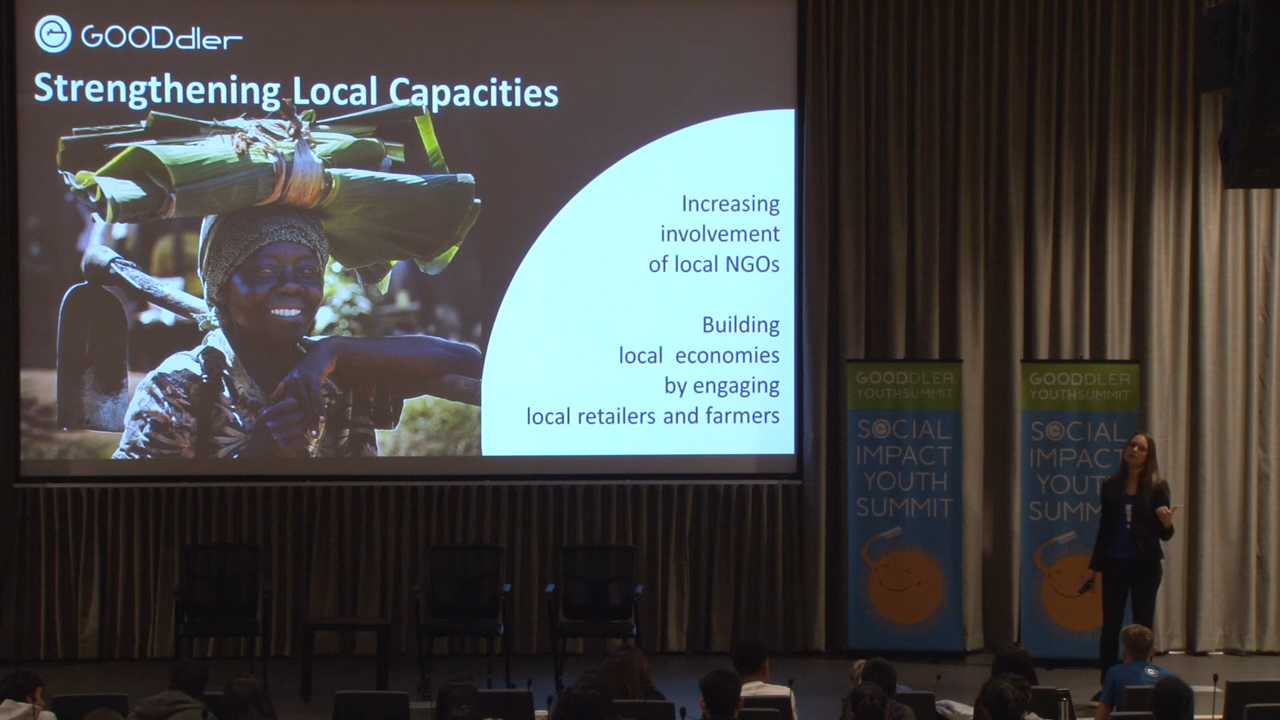 GOODdler
Strengthening Local Capacities
Increasing
involvement
of local NGOs
Building
local economies
by engaging
local retailers and farmers
GOODDLER
YOUTHSUMMIT
SOCIAL
IMPACT
YOUTH
SUMMIT
GOODDLER
YOUTHSUMMIT
SOCIAL
IMPACT
YOUTH
SUMM